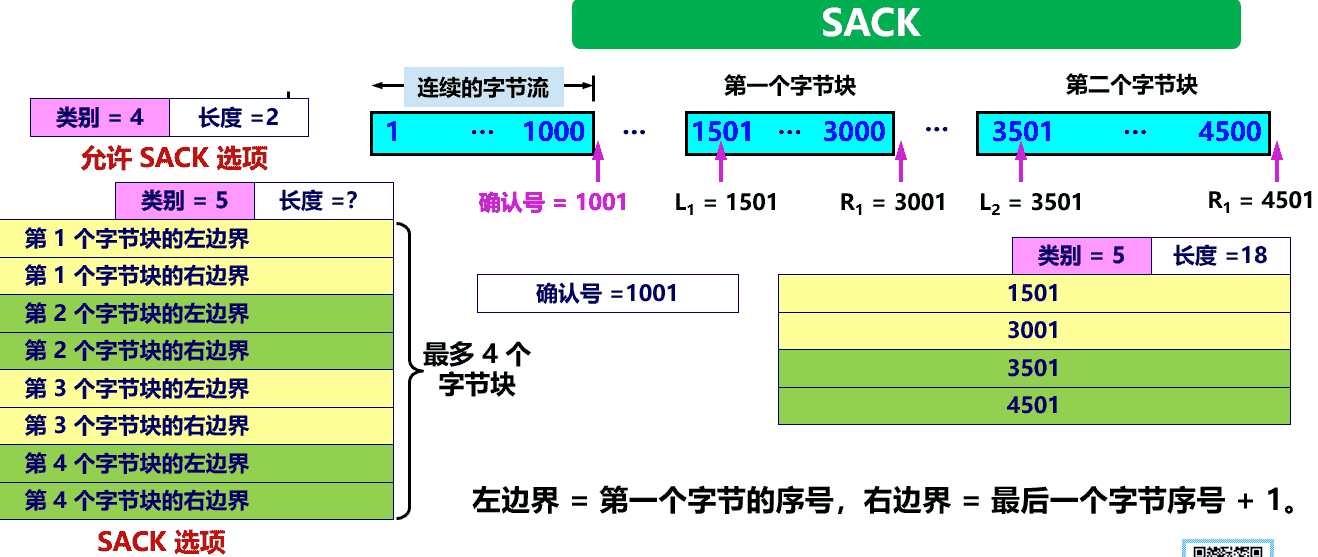 SACK
连续的字节流
第一个字节块
第二个字节块
类别 = 4
长度 =2
允许 SACK 选项
1 ··· 1000 ··· 1501 ··· 3000 ··· 3501 ··· 4500
确认号 = 1001
L1 = 1501
R1 = 3001
L2 = 3501
R1 = 4501
类别 = 5
长度 =?
第 1 个字节块的左边界
第 1 个字节块的右边界
第 2 个字节块的左边界
第 2 个字节块的右边界
第 3 个字节块的左边界
第 3 个字节块的右边界
第 4 个字节块的左边界
第 4 个字节块的右边界
SACK 选项
最多 4 个
字节块
确认号 =1001
类别 = 5
长度 =18
1501
3001
3501
4501
左边界 = 第一个字节的序号，右边界 = 最后一个字节序号 + 1。